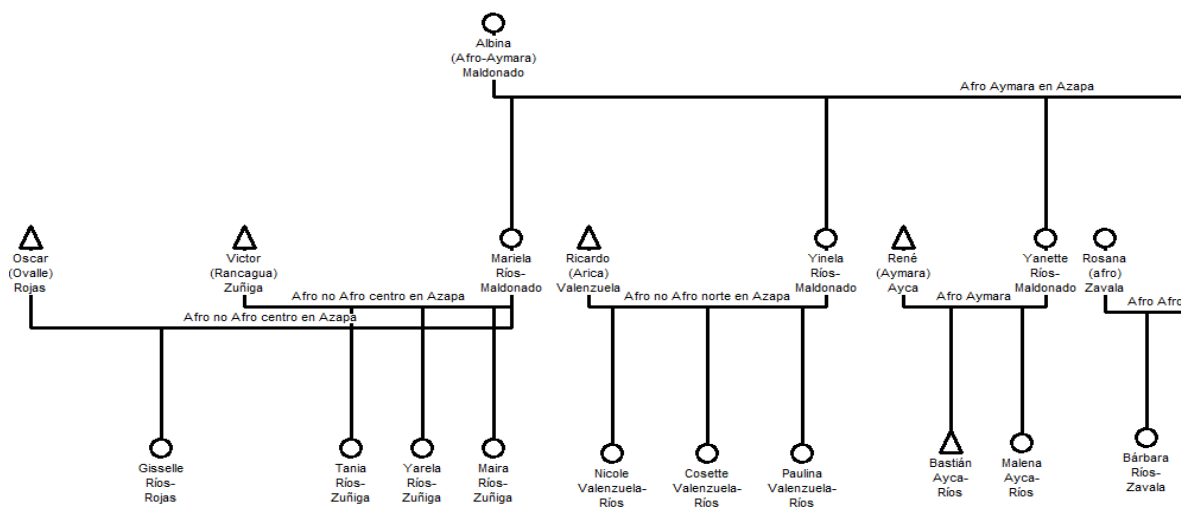 Albina
(Afro-Aymara)
Maldonado
Afro Aymara en Azapa
Oscar
(Ovalle)
Rojas
Victor
(Rancagua)
Zuñiga
Mariela
Ríos-
Maldonado
Ricardo
(Arica)
Valenzuela
Yinela
Ríos-
Maldonado
René
(Aymara)
Ayca
Yanette
Ríos-
Maldonado
Rosana
(afro)
Zavala
Afro no Afro centro en Azapa
Afro no Afro norte en Azapa
Afro Aymara
Afro Afro
Afro no Afro centro en Azapa
Gisselle
Ríos-
Rojas
Tania
Ríos-
Zuñiga
Yarela
Ríos-
Zuñiga
Maira
Ríos-
Zuñiga
Nicole
Valenzuela-
Ríos
Cosette
Valenzuela-
Ríos
Paulina
Valenzuela-
Ríos
Bastián
Ayca-
Ríos
Malena
Ayca-
Ríos
Bárbara
Ríos-
Zavala